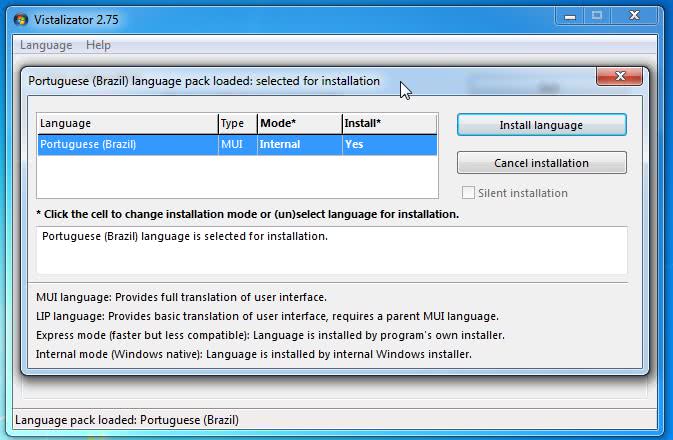 Vistalizator 2.75
Language Help
Portuguese (Brazil) language pack loaded: selected for installation
Language Type Mode* Install*
Portuguese (Brazil) MUI Internal Yes
Install language
Cancel installation
Silent installation
* Click the cell to change installation mode or (un)select language for installation.
Portuguese (Brazil) language is selected for installation.
MUI language: Provides full translation of user interface.
LIP language: Provides basic translation of user interface, requires a parent MUI language.
Express mode (faster but less compatible): Language is installed by program's own installer.
Internal mode (Windows native): Language is installed by internal Windows installer.
Language pack loaded: Portuguese (Brazil)